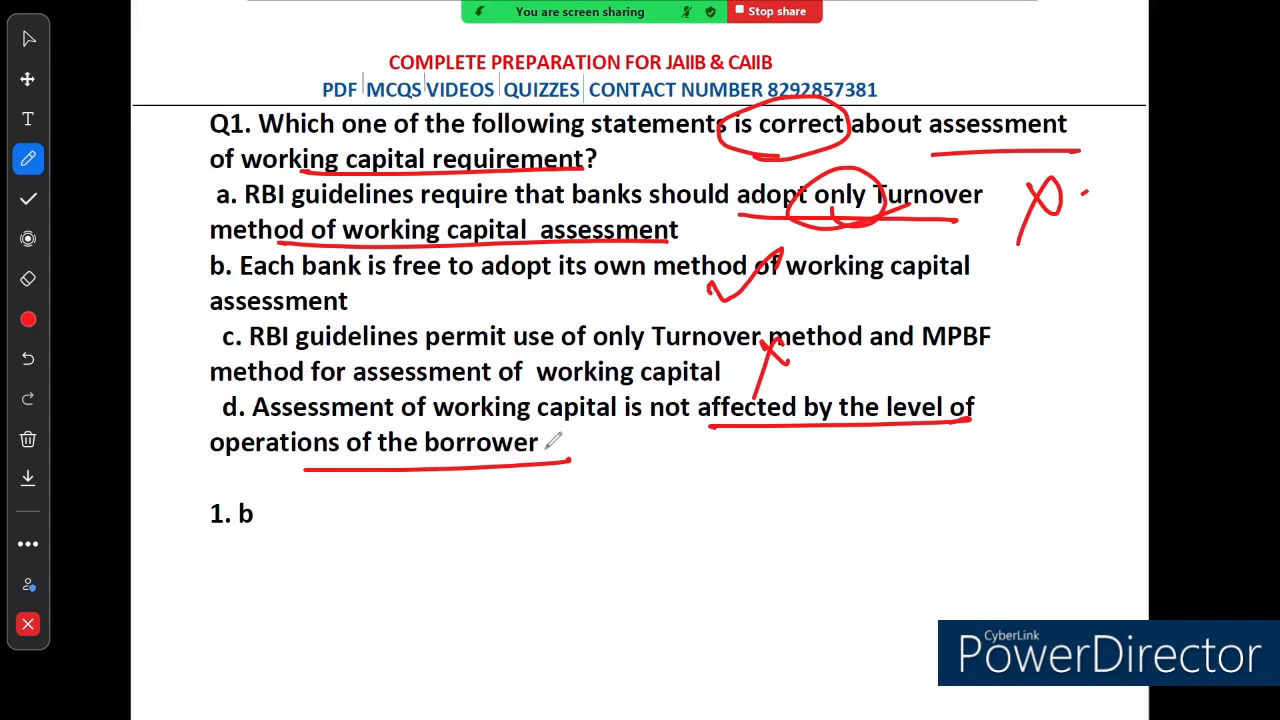 You are screen sharing
Stop share
COMPLETE PREPARATION FOR JAIIB & CAIIB
PDF MCQS VIDEOS QUIZZES CONTACT NUMBER 8292857381
Q1. Which one of the following statements is correct about assessment
of working capital requirement?
a. RBI guidelines require that banks should adopt only Turnover
method of working capital assessment
b. Each bank is free to adopt its own method of working capital
assessment
c. RBI guidelines permit use of only Turnover method and MPBF
method for assessment of working capital
d. Assessment of working capital is not affected by the level of
operations of the borrower
1. b
CyberLink
PowerDirector